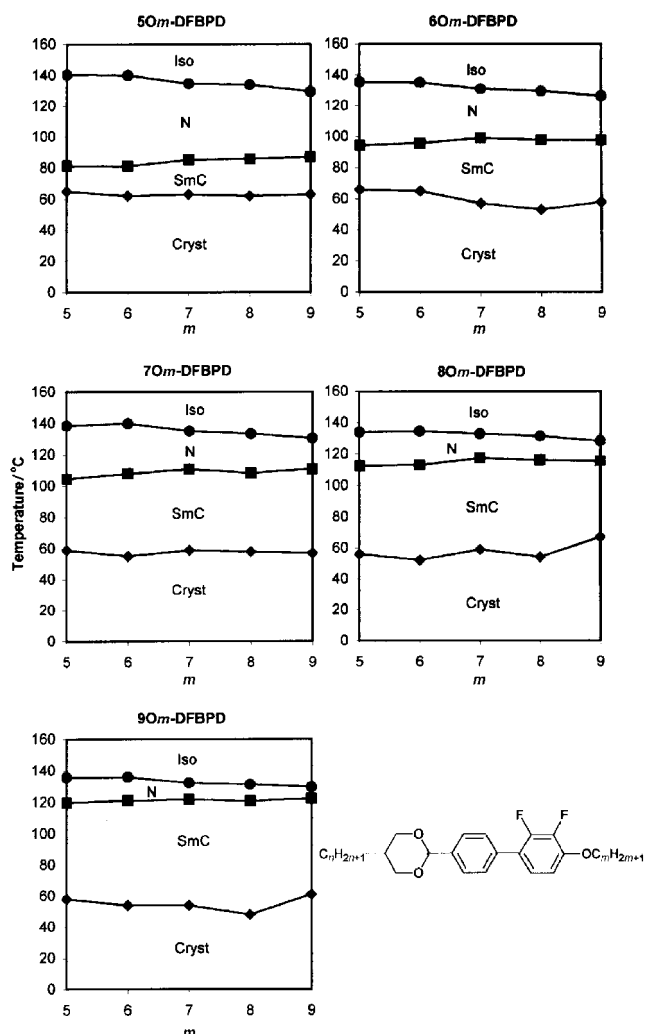 5Om-DFBPD
6Om-DFBPD
160
140
120
100
80
60
40
20
0
Iso
N
SmC
Cryst
5 6 7 8 9
m
160
140
120
100
80
60
40
20
0
Iso
N
SmC
Cryst
5 6 7 8 9
m
7Om-DFBPD
8Om-DFBPD
Temperature/°C
160
140
120
100
80
60
40
20
0
Iso
N
SmC
Cryst
5 6 7 8 9
m
160
140
120
100
80
60
40
20
0
Iso
N
SmC
Cryst
5 6 7 8 9
m
9Om-DFBPD
160
140
120
100
80
60
40
20
0
Iso
N
SmC
Cryst
5 6 7 8 9
m
CnH2n+1
O
O
F F
OCmH2m+1